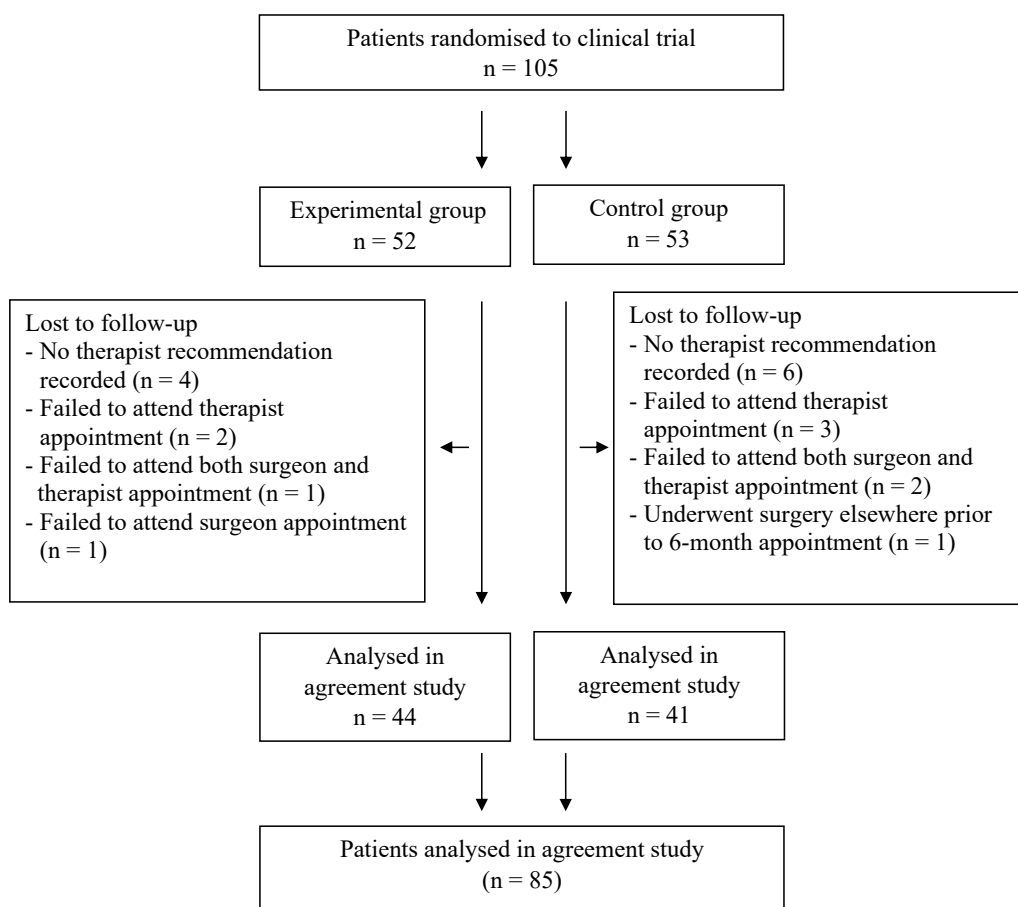 Patients randomised to clinical trial
n = 105
Experimental group
n = 52
Control group
n = 53
Lost to follow-up
- No therapist recommendation
recorded (n = 4)
- Failed to attend therapist
appointment (n = 2)
- Failed to attend both surgeon and
therapist appointment (n = 1)
- Failed to attend surgeon appointment
(n = 1)
Lost to follow-up
- No therapist recommendation
recorded (n = 6)
- Failed to attend therapist
appointment (n = 3)
- Failed to attend both surgeon and
therapist appointment (n = 2)
- Underwent surgery elsewhere prior
to 6-month appointment (n = 1)
Analysed in
agreement study
n = 44
Analysed in
agreement study
n = 41
Patients analysed in agreement study
(n = 85)